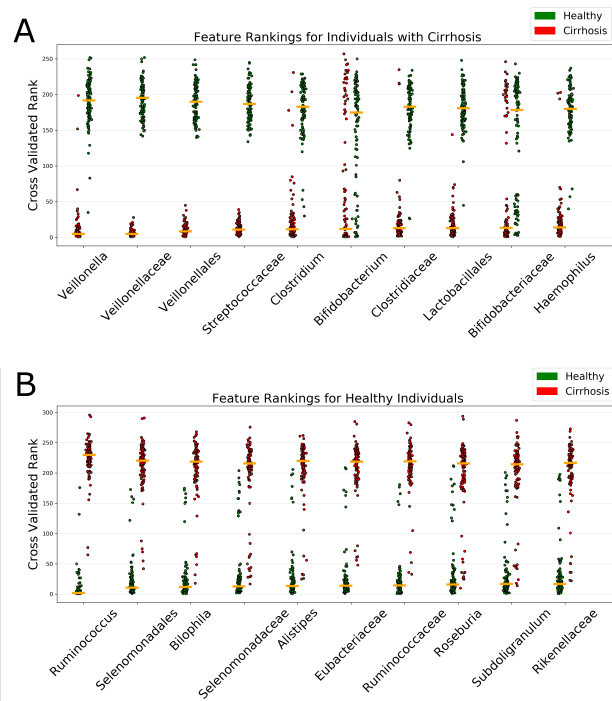 Healthy
Cirrhosis
A
Feature Rankings for Individuals with Cirrhosis
Cross Validated Rank
250
200
150
100
50
0
Veillonella
Veillonellaceae
Veillonellales
Streptococcaceae
Clostridium
Bifidobacterium
Clostridiaceae
Lactobacillales
Bifidobacteriaceae
Haemophilus
Healthy
Cirrhosis
B
Feature Rankings for Healthy Individuals
Cross Validated Rank
300
250
200
150
100
50
0
Ruminococcus
Selenomonadales
Bilophila
Selenomonadaceae
Alistipes
Eubacteriaceae
Ruminococcaceae
Roseburia
Subdoligranulum
Rikenellaceae